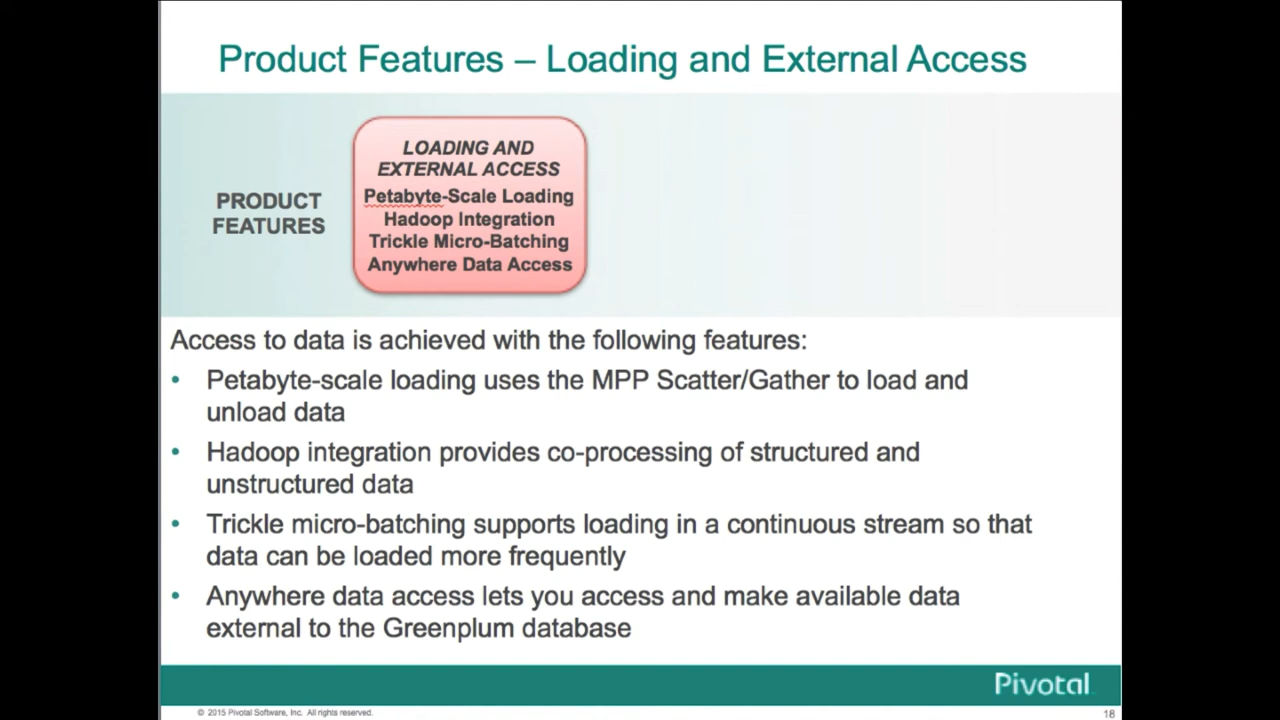 Product Features – Loading and External Access
PRODUCT
FEATURES
LOADING AND
EXTERNAL ACCESS
Petabyte-Scale Loading
Hadoop Integration
Trickle Micro-Batching
Anywhere Data Access
Access to data is achieved with the following features:
• Petabyte-scale loading uses the MPP Scatter/Gather to load and
unload data
• Hadoop integration provides co-processing of structured and
unstructured data
• Trickle micro-batching supports loading in a continuous stream so that
data can be loaded more frequently
• Anywhere data access lets you access and make available data
external to the Greenplum database
Pivotal
© 2015 Pivotal Software, Inc. All rights reserved.
18